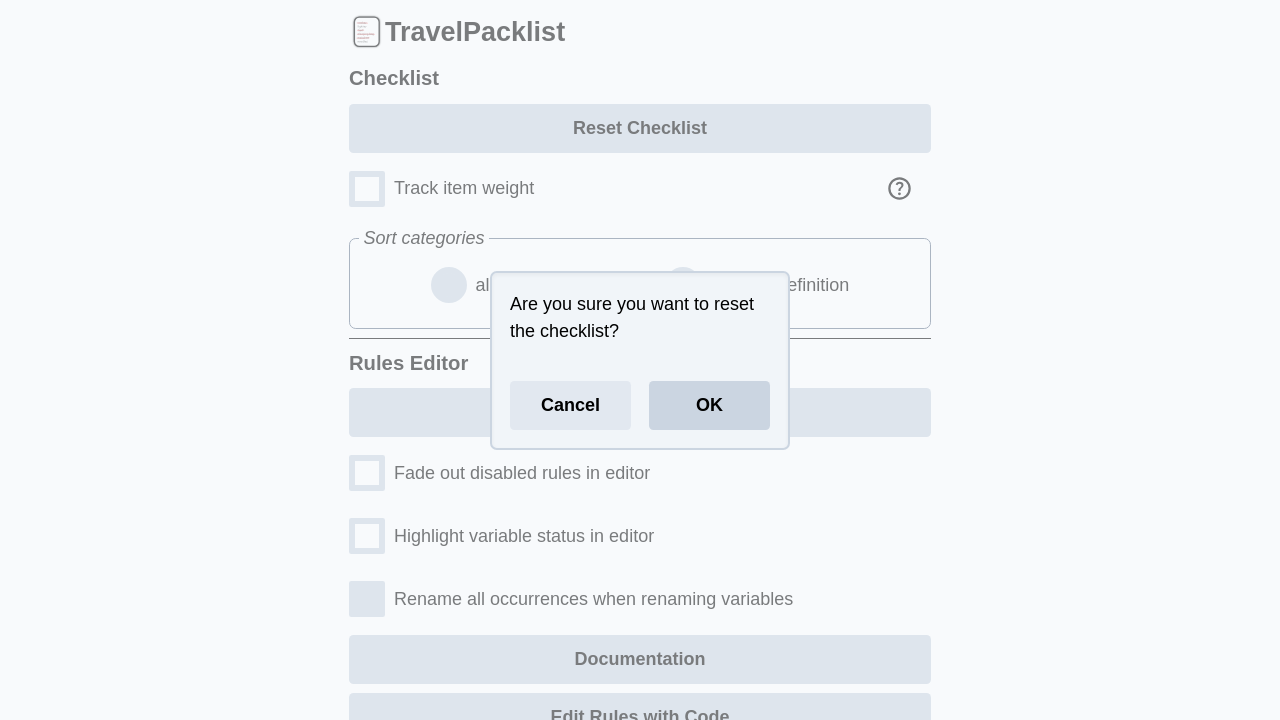 TravelPacklist
Checklist
Reset Checklist
Track item weight
Sort categories
al
efinition
Are you sure you want to reset
the checklist?
Cancel
OK
Rules Editor
Fade out disabled rules in editor
Highlight variable status in editor
Rename all occurrences when renaming variables
Documentation
Edit Rules with Code